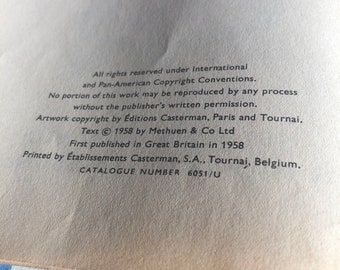 All rights reserved under International
and Pan-American Copyright Conventions.
No portion of this work may be reproduced by any process
without the publisher's written permission.
Artwork copyright by Éditions Casterman, Paris and Tournai.
Text © 1958 by Methuen & Co Ltd
First published in Great Britain in 1958
Printed by Établissements Casterman, S.A., Tournai, Belgium.
CATALOGUE NUMBER 6051/U